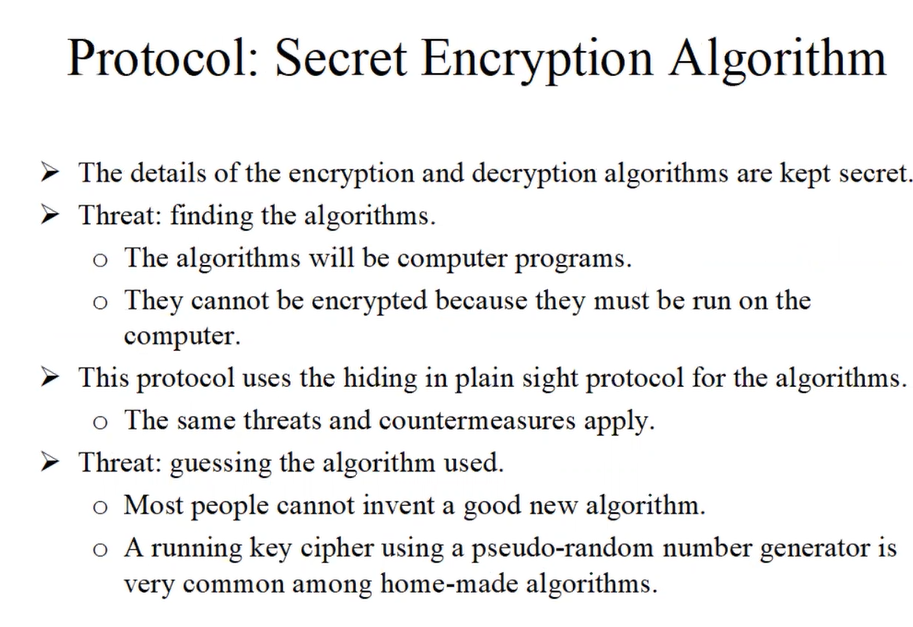 Protocol: Secret Encryption Algorithm
➢ The details of the encryption and decryption algorithms are kept secret.
➢ Threat: finding the algorithms.
o The algorithms will be computer programs.
o They cannot be encrypted because they must be run on the
computer.
➢ This protocol uses the hiding in plain sight protocol for the algorithms.
o The same threats and countermeasures apply.
➢ Threat: guessing the algorithm used.
o Most people cannot invent a good new algorithm.
o A running key cipher using a pseudo-random number generator is
very common among home-made algorithms.